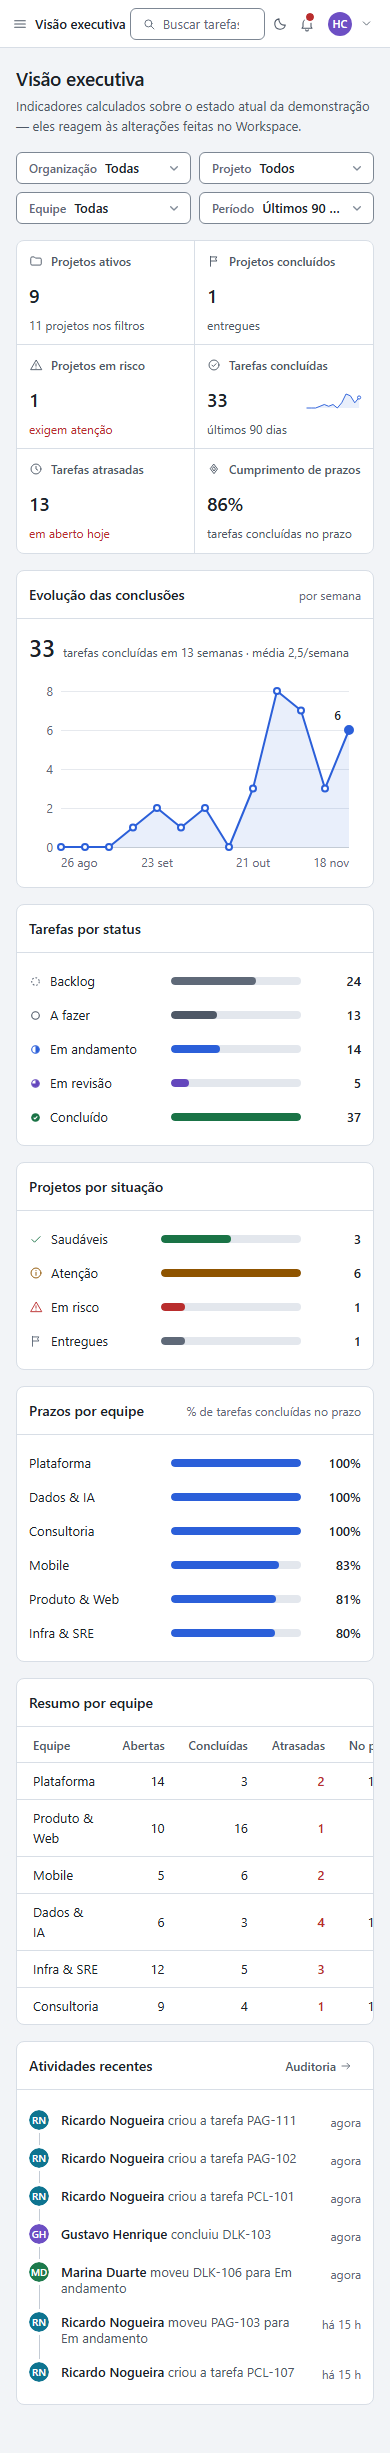 Visão executiva
Buscar tarefas
HC
Visão executiva
Indicadores calculados sobre o estado atual da demonstração
— eles reagem às alterações feitas no Workspace.
Organização Todas
Projeto Todos
Equipe Todas
Período Últimos 90 ...
Projetos ativos
9
11 projetos nos filtros
Projetos concluídos
1
entregues
Projetos em risco
1
exigem atenção
Tarefas concluídas
33
últimos 90 dias
Tarefas atrasadas
13
em aberto hoje
Cumprimento de prazos
86%
tarefas concluídas no prazo
Evolução das conclusões
por semana
33 tarefas concluídas em 13 semanas · média 2,5/semana
8
6
6
4
2
0
26 ago
23 set
21 out
18 nov
Tarefas por status
Backlog 24
A fazer 13
Em andamento 14
Em revisão 5
Concluído 37
Projetos por situação
Saudáveis 3
Atenção 6
Em risco 1
Entregues 1
Prazos por equipe
% de tarefas concluídas no prazo
Plataforma 100%
Dados & IA 100%
Consultoria 100%
Mobile 83%
Produto & Web 81%
Infra & SRE 80%
Resumo por equipe
Equipe Abertas Concluídas Atrasadas No p
Plataforma 14 3 2 1
Produto &
Web 10 16 1
Mobile 5 6 2
Dados &
IA 6 3 4 1
Infra & SRE 12 5 3
Consultoria 9 4 1 1
Atividades recentes
Auditoria →
RN Ricardo Nogueira criou a tarefa PAG-111 agora
RN Ricardo Nogueira criou a tarefa PAG-102 agora
RN Ricardo Nogueira criou a tarefa PCL-101 agora
GH Gustavo Henrique concluiu DLK-103 agora
MD Marina Duarte moveu DLK-106 para Em
andamento agora
RN Ricardo Nogueira moveu PAG-103 para
Em andamento há 15 h
RN Ricardo Nogueira criou a tarefa PCL-107 há 15 h